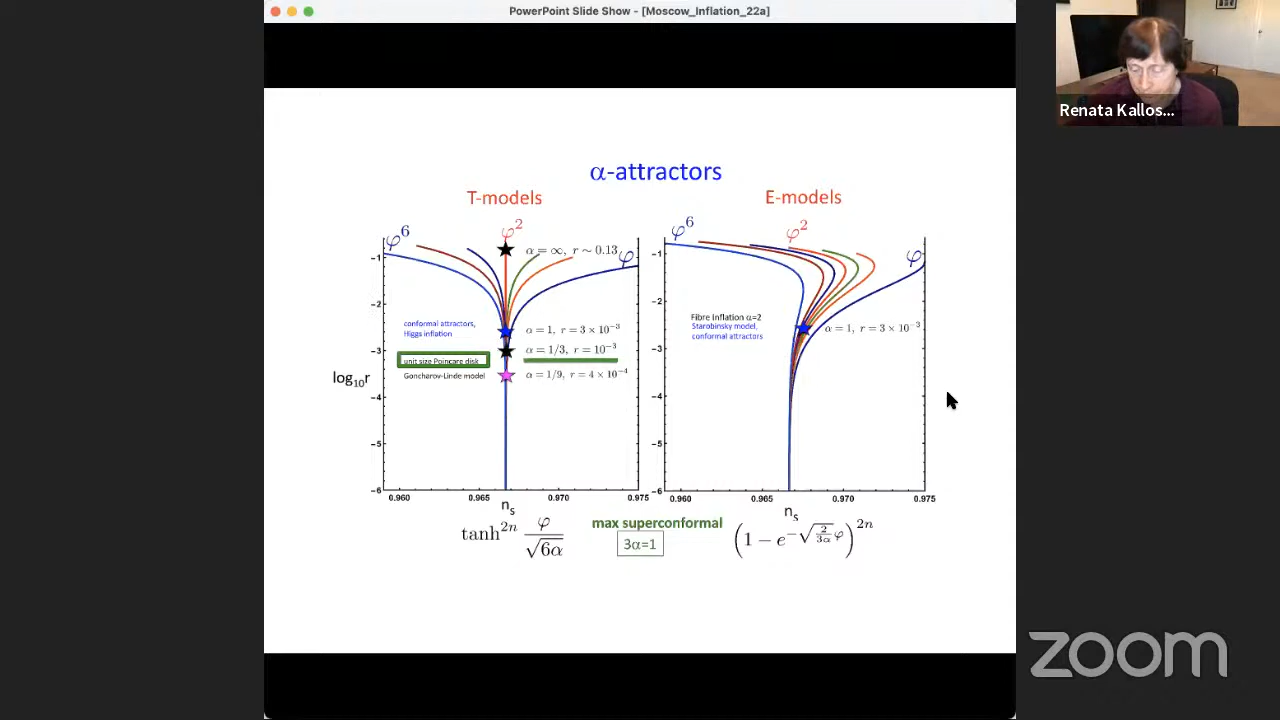 PowerPoint Slide Show - [Moscow_Inflation_22a]
Renata Kallos...
α-attractors
T-models
E-models
φ⁶
φ²
α = ∞, r ~ 0.13
φ
-1
-2
-3
-4
-5
-6
log₁₀r
conformal attractors,
Higgs inflation
α = 1, r = 3 × 10⁻³
unit size Poincare disk
α = 1/3, r = 10⁻³
Goncharov-Linde model
α = 1/9, r = 4 × 10⁻⁴
0.960
0.965
0.970
0.975
nₛ
φ⁶
φ²
φ
-1
-2
-3
-4
-5
-6
Fibre Inflation α=2
Starobinsky model,
conformal attractors
α = 1, r = 3 × 10⁻³
0.960
0.965
0.970
0.975
nₛ
tanh²ⁿ φ/√6α
max superconformal
3α=1
(1 − e^{−√(2/3α) φ})²ⁿ
zoom